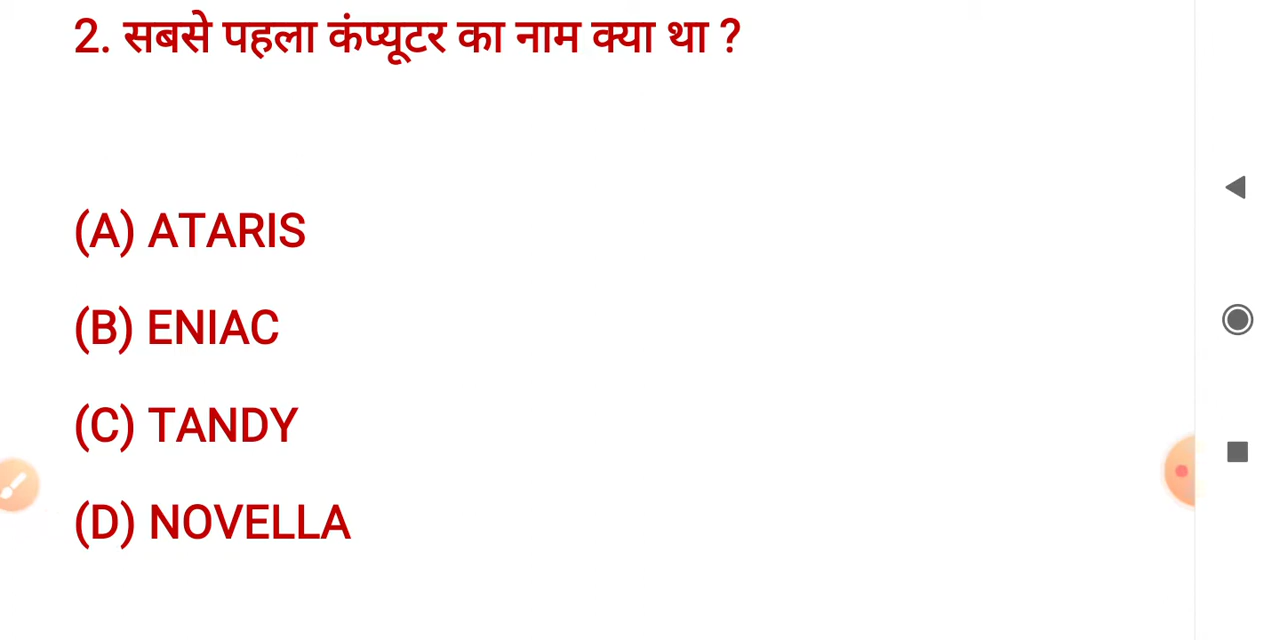 2. सबसे पहला कंप्यूटर का नाम क्या था ?
(A) ATARIS
(B) ENIAC
(C) TANDY
(D) NOVELLA